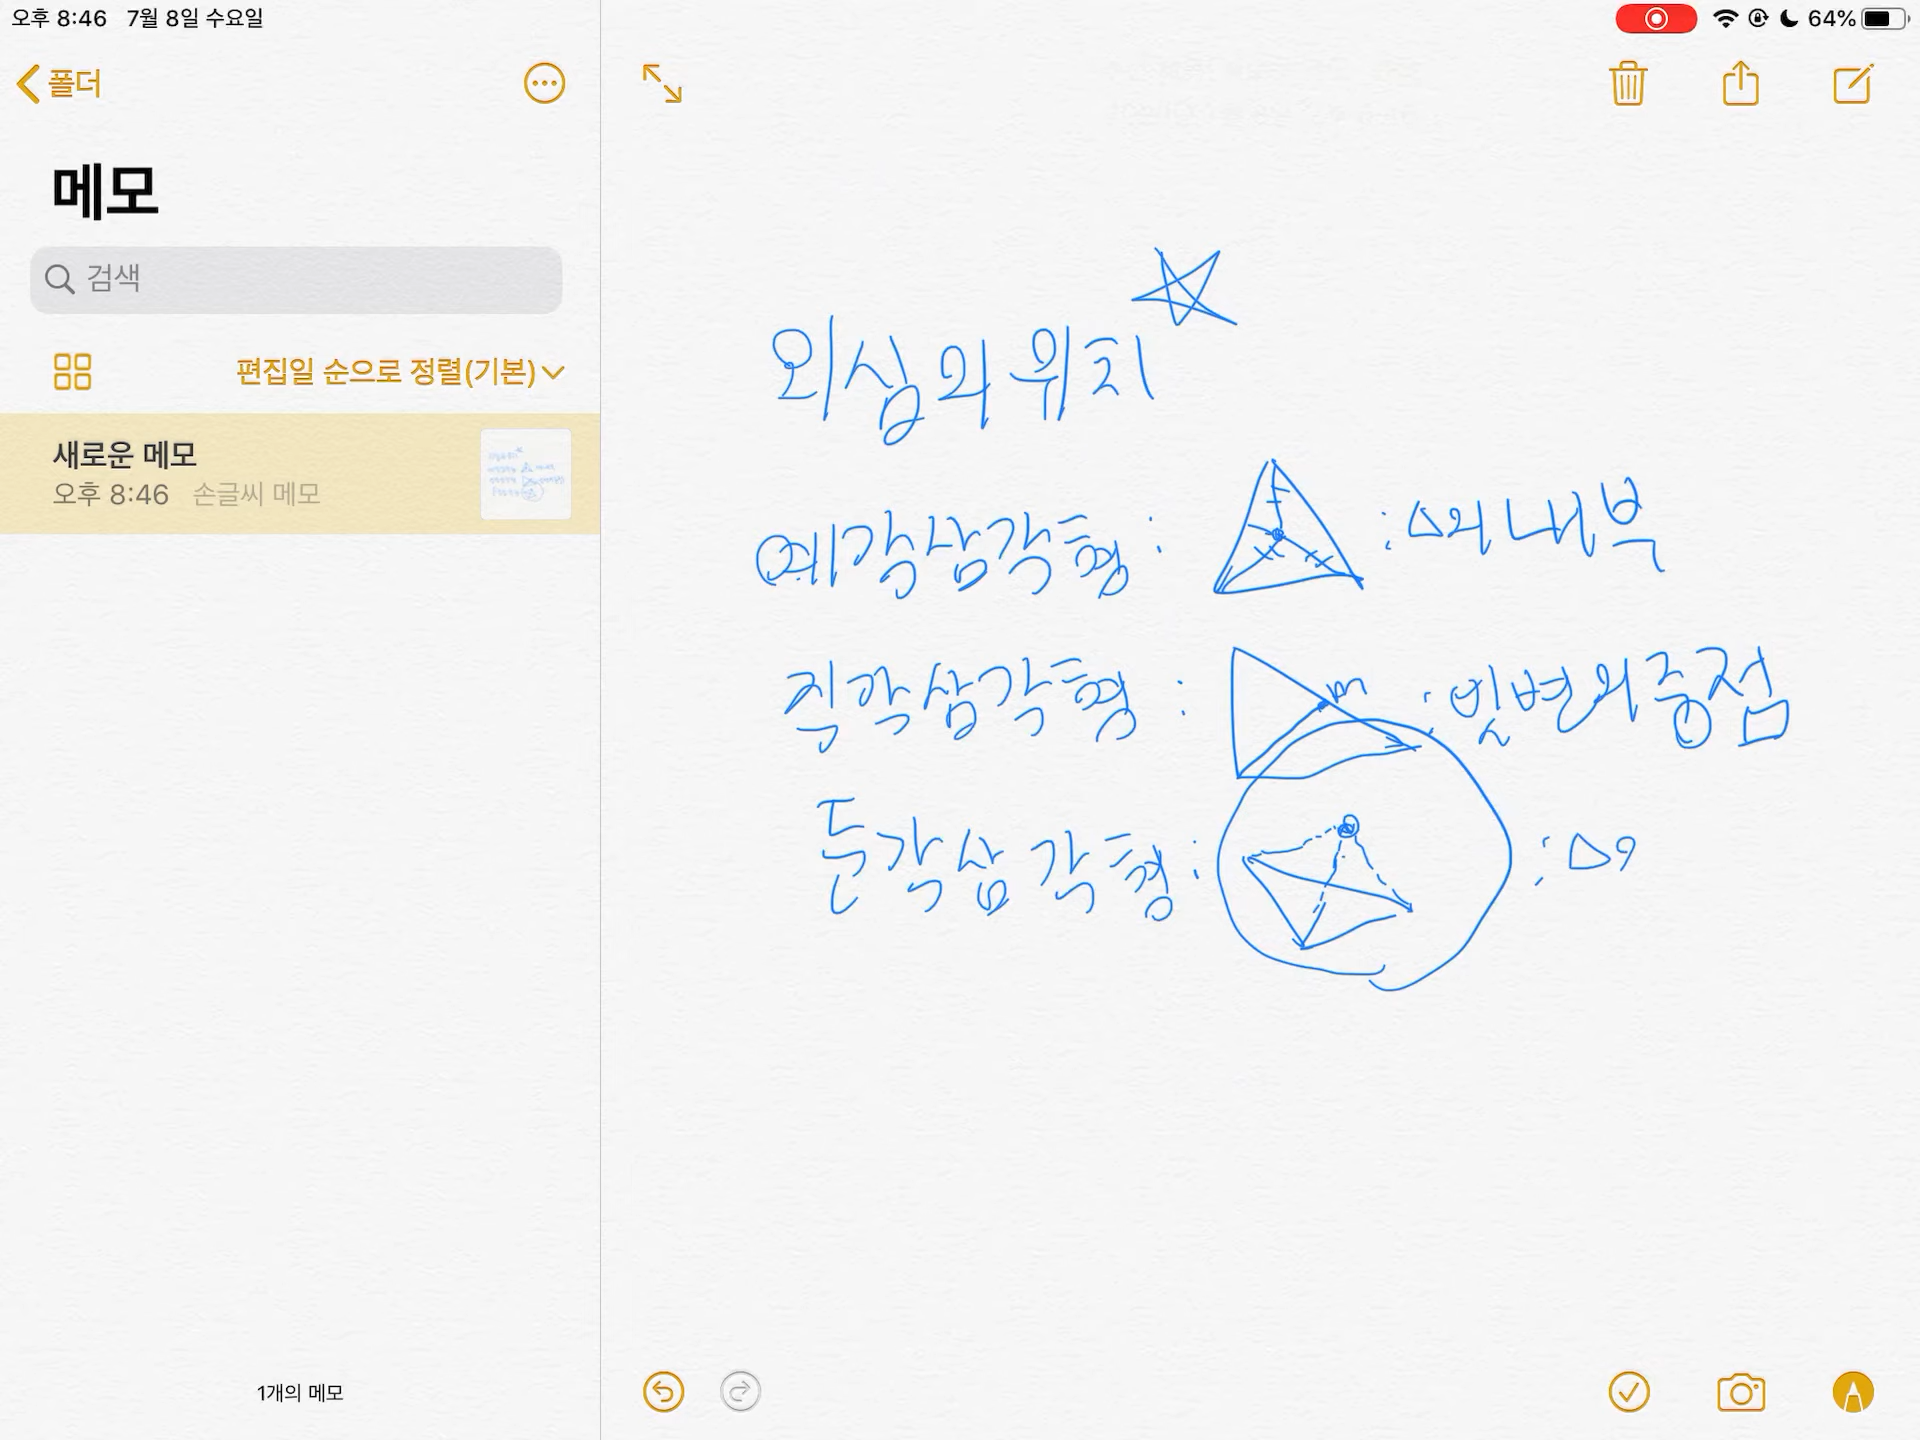 오후 8:46 7월 8일 수요일 64%
폴더
메모
검색
편집일 순으로 정렬(기본)
새로운 메모
오후 8:46 손글씨 메모
1개의 메모
외심의 위치
예각삼각형: :△의 내부
직각삼각형: m :빗변의 중점
둔각삼각형: :△